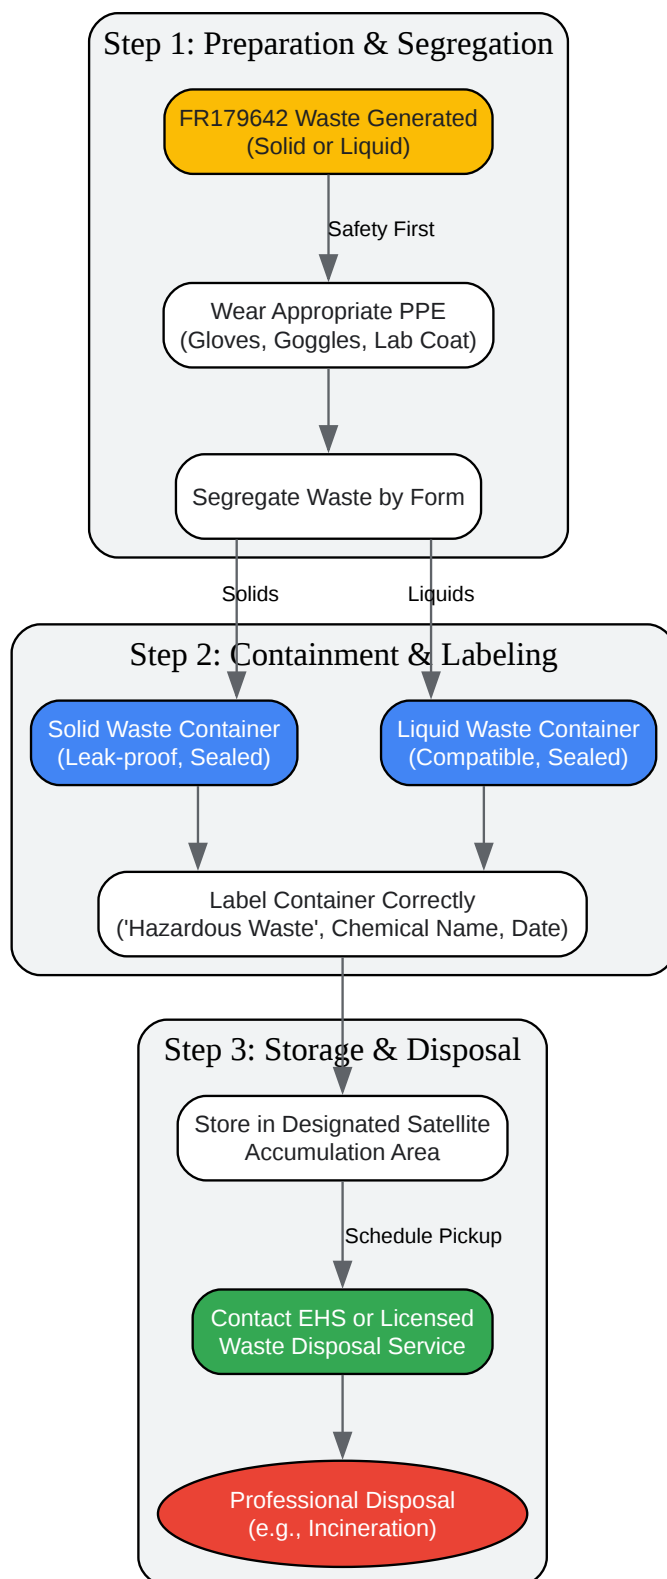 Step 1: Preparation & Segregation
FR179642 Waste Generated
(Solid or Liquid)
Safety First
Wear Appropriate PPE
(Gloves, Goggles, Lab Coat)
Segregate Waste by Form
Solids
Liquids
Step 2: Containment & Labeling
Solid Waste Container
(Leak-proof, Sealed)
Liquid Waste Container
(Compatible, Sealed)
Label Container Correctly
('Hazardous Waste', Chemical Name, Date)
Step 3: Storage & Disposal
Store in Designated Satellite
Accumulation Area
Schedule Pickup
Contact EHS or Licensed
Waste Disposal Service
Professional Disposal
(e.g., Incineration)